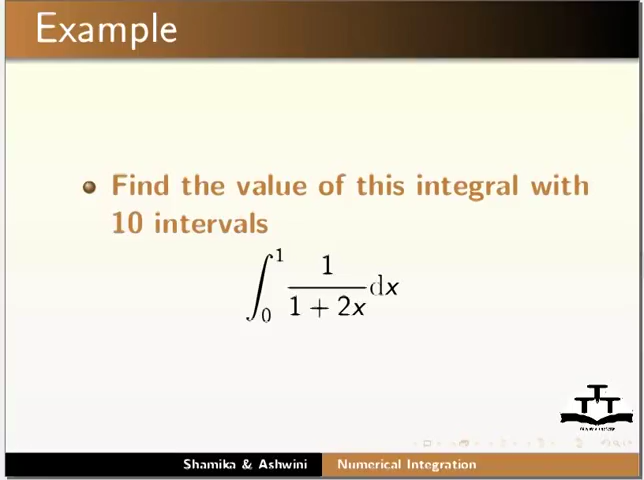 Example
Find the value of this integral with
10 intervals
∫₀¹ 1/(1 + 2x) dx
TTT
Shamika & Ashwini Numerical Integration